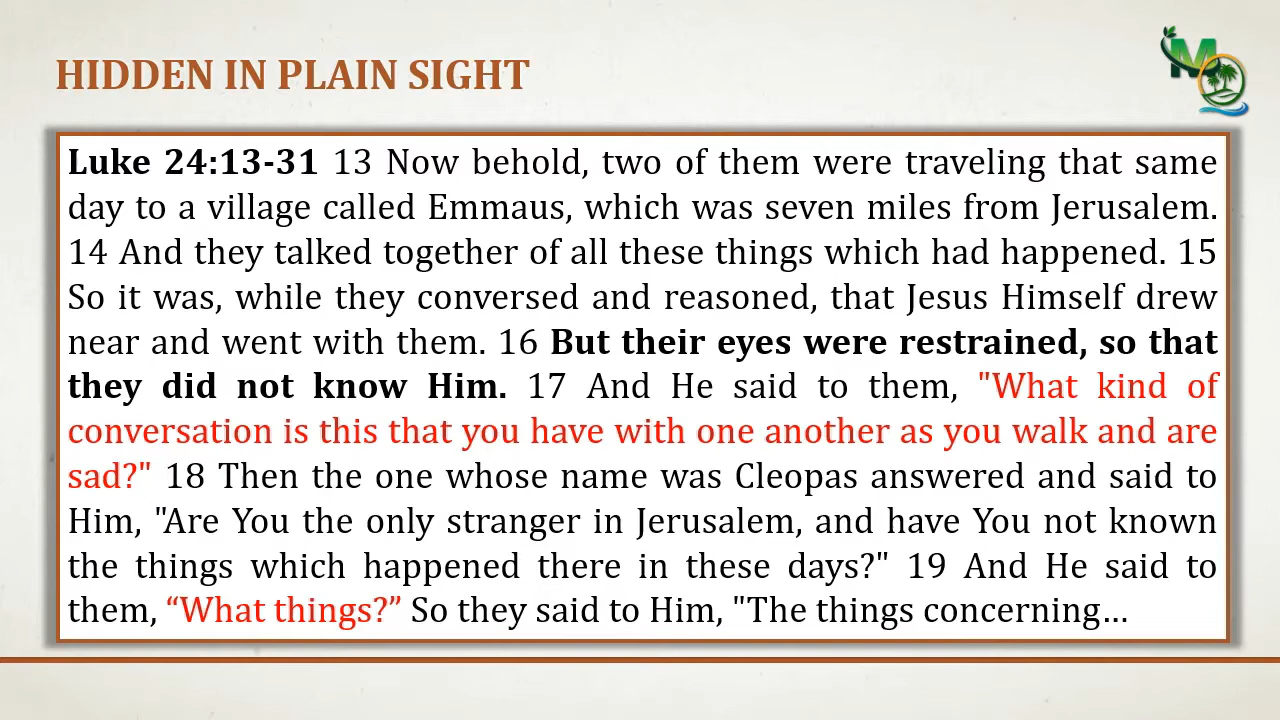 HIDDEN IN PLAIN SIGHT
M
Luke 24:13-31 13 Now behold, two of them were traveling that same
day to a village called Emmaus, which was seven miles from Jerusalem.
14 And they talked together of all these things which had happened. 15
So it was, while they conversed and reasoned, that Jesus Himself drew
near and went with them. 16 But their eyes were restrained, so that
they did not know Him. 17 And He said to them, "What kind of
conversation is this that you have with one another as you walk and are
sad?" 18 Then the one whose name was Cleopas answered and said to
Him, "Are You the only stranger in Jerusalem, and have You not known
the things which happened there in these days?" 19 And He said to
them, “What things?” So they said to Him, "The things concerning…